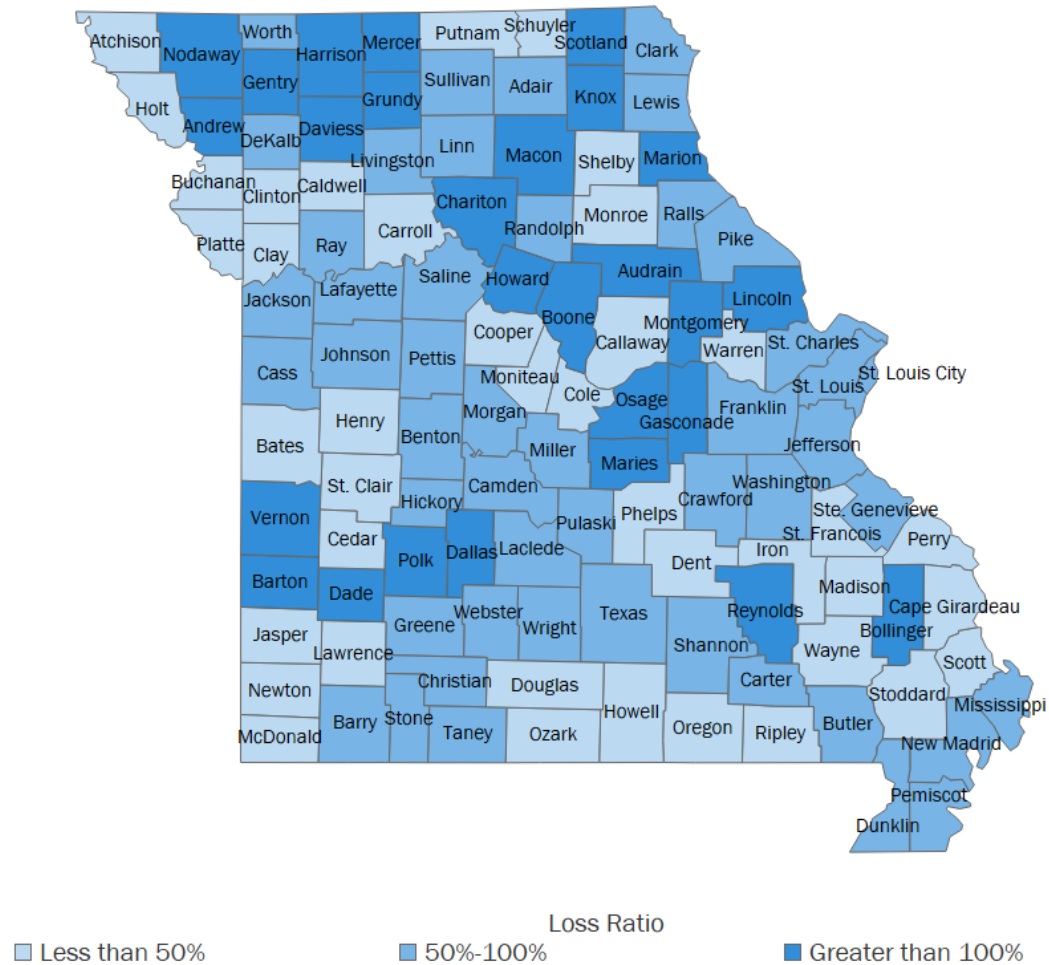 Atchison
Nodaway
Worth
Harrison
Mercer
Putnam
Schuyler
Scotland
Clark
Gentry
Sullivan
Adair
Knox
Lewis
Holt
Andrew
DeKalb
Daviess
Grundy
Livingston
Linn
Macon
Shelby
Marion
Buchanan
Clinton
Caldwell
Chariton
Randolph
Monroe
Ralls
Pike
Platte
Clay
Ray
Carroll
Saline
Howard
Audrain
Jackson
Lafayette
Boone
Lincoln
Cooper
Callaway
Montgomery
Warren
St. Charles
Johnson
Pettis
Cass
Moniteau
Cole
Osage
Gasconade
Franklin
St. Louis
St. Louis City
Henry
Bates
Benton
Morgan
Miller
Maries
Jefferson
St. Clair
Hickory
Camden
Pulaski
Phelps
Crawford
Washington
Ste. Genevieve
St. Francois
Perry
Vernon
Cedar
Polk
Dallas
Laclede
Dent
Iron
Barton
Dade
Reynolds
Madison
Cape Girardeau
Bollinger
Jasper
Lawrence
Greene
Webster
Wright
Texas
Shannon
Wayne
Scott
Newton
Christian
Douglas
Carter
Stoddard
Mississippi
McDonald
Barry
Stone
Taney
Ozark
Howell
Oregon
Ripley
Butler
New Madrid
Pemiscot
Dunklin
Loss Ratio
Less than 50%
50%-100%
Greater than 100%